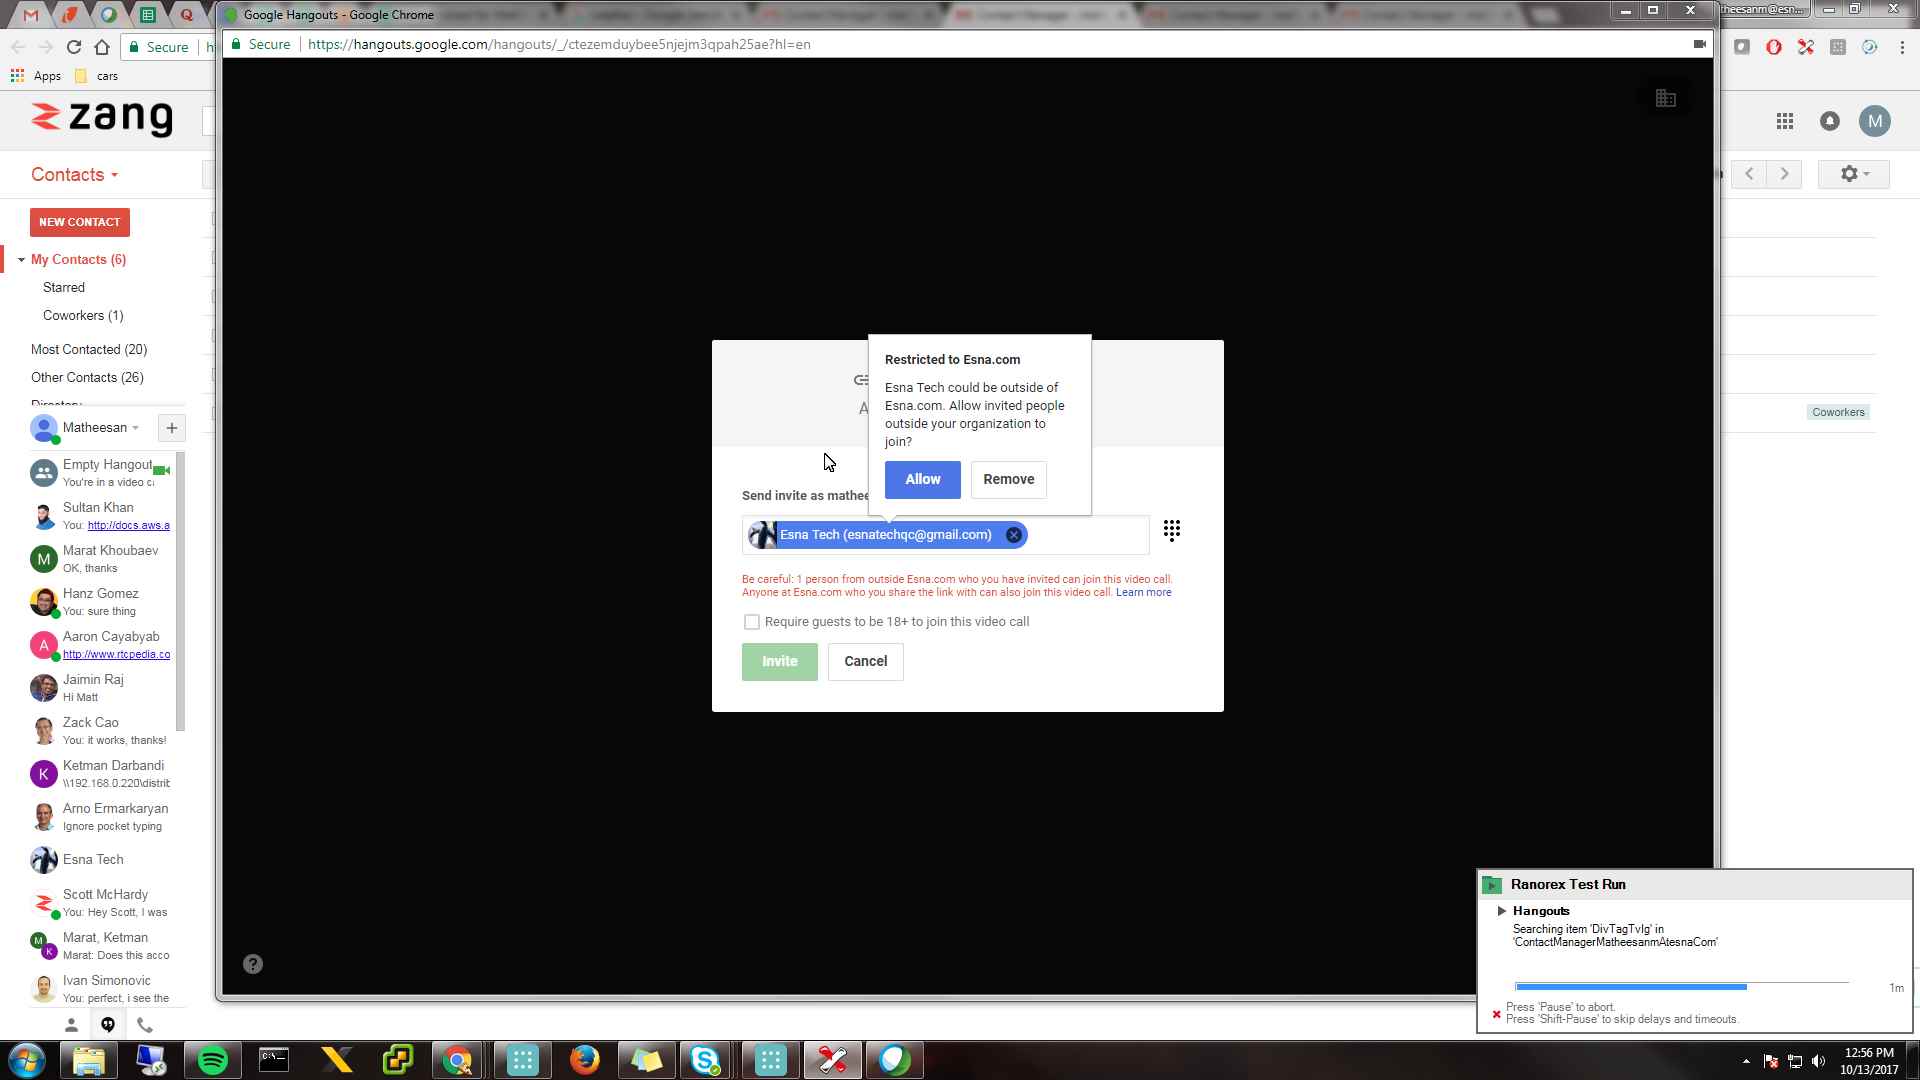 Google Hangouts - Google Chrome
theesanm@esn...
Secure
h
Secure
https://hangouts.google.com/hangouts/_/ctezemduybee5njejm3qpah25ae?hl=en
Apps
cars
zang
M
Contacts
NEW CONTACT
My Contacts (6)
Starred
Coworkers (1)
Most Contacted (20)
Other Contacts (26)
Directory
Coworkers
Matheesan
Empty Hangout
You're in a video c
Sultan Khan
You: http://docs.aws.a
M
Marat Khoubaev
OK, thanks
Hanz Gomez
You: sure thing
A
Aaron Cayabyab
http://www.rtcpedia.co
Jaimin Raj
Hi Matt
Zack Cao
You: it works, thanks!
K
Ketman Darbandi
\\192.168.0.220\distrib
Arno Ermarkaryan
Ignore pocket typing
Esna Tech
Scott McHardy
You: Hey Scott, I was
M
K
Marat, Ketman
Marat: Does this acco
Ivan Simonovic
You: perfect, i see the
Restricted to Esna.com
Esna Tech could be outside of
Esna.com. Allow invited people
outside your organization to
join?
Allow
Remove
A
Send invite as mathee
Esna Tech (esnatechqc@gmail.com)
Be careful: 1 person from outside Esna.com who you have invited can join this video call.
Anyone at Esna.com who you share the link with can also join this video call. Learn more
Require guests to be 18+ to join this video call
Invite
Cancel
?
Ranorex Test Run
Hangouts
Searching item 'DivTagTvIg' in
'ContactManagerMatheesanmAtesnaCom'
1m
Press 'Pause' to abort.
Press 'Shift-Pause' to skip delays and timeouts.
12:56 PM
10/13/2017